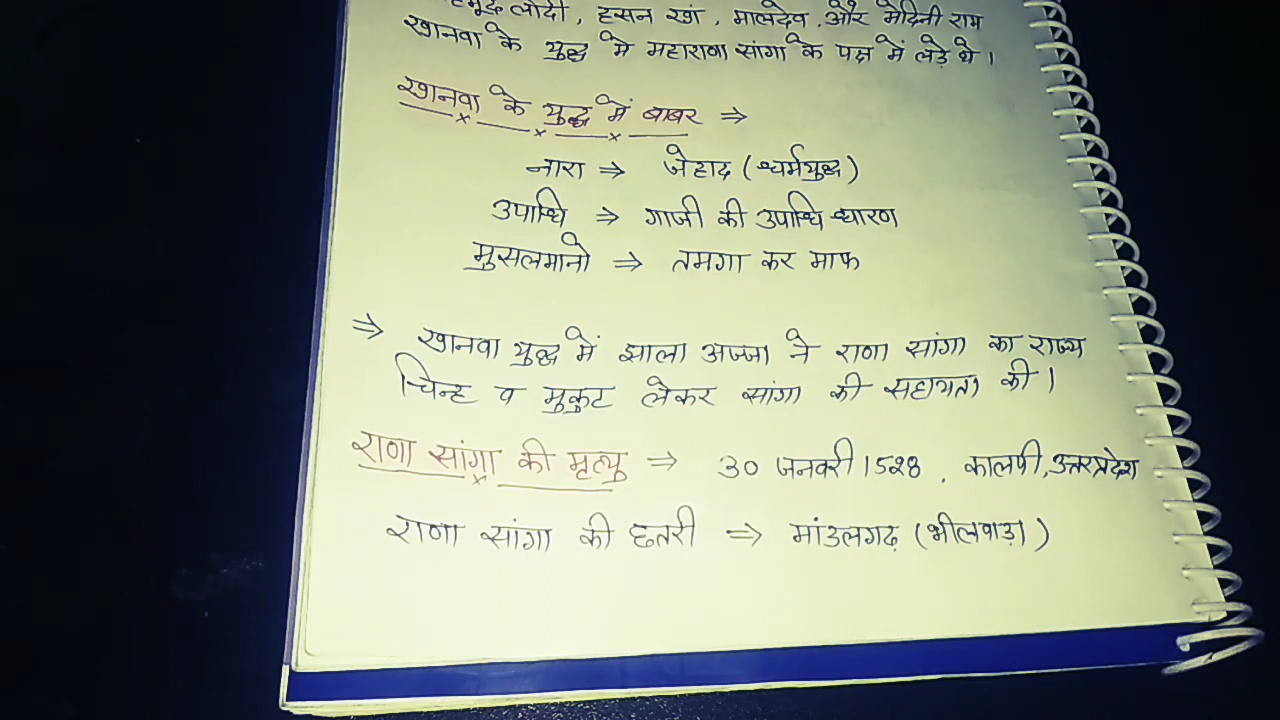 लोदी, हसन खां, मालदेव, और मेदिनी राय
खानवा के युद्ध मे महाराणा सांगा के पक्ष में लड़े थे।
खानवा के युद्ध में बाबर ⇒
नारा ⇒ जेहाद (धर्मयुद्ध)
उपाधि ⇒ गाजी की उपाधि धारण
मुसलमानो ⇒ तमगा कर माफ
⇒ खानवा युद्ध में झाला अज्जा ने राणा सांगा का राज्य
चिन्ह व मुकुट लेकर सांगा की सहायता की।
राणा सांगा की मृत्यु ⇒ 30 जनवरी 1528, कालपी, उत्तरप्रदेश
राणा सांगा की छतरी ⇒ मांडलगढ़ (भीलवाड़ा)